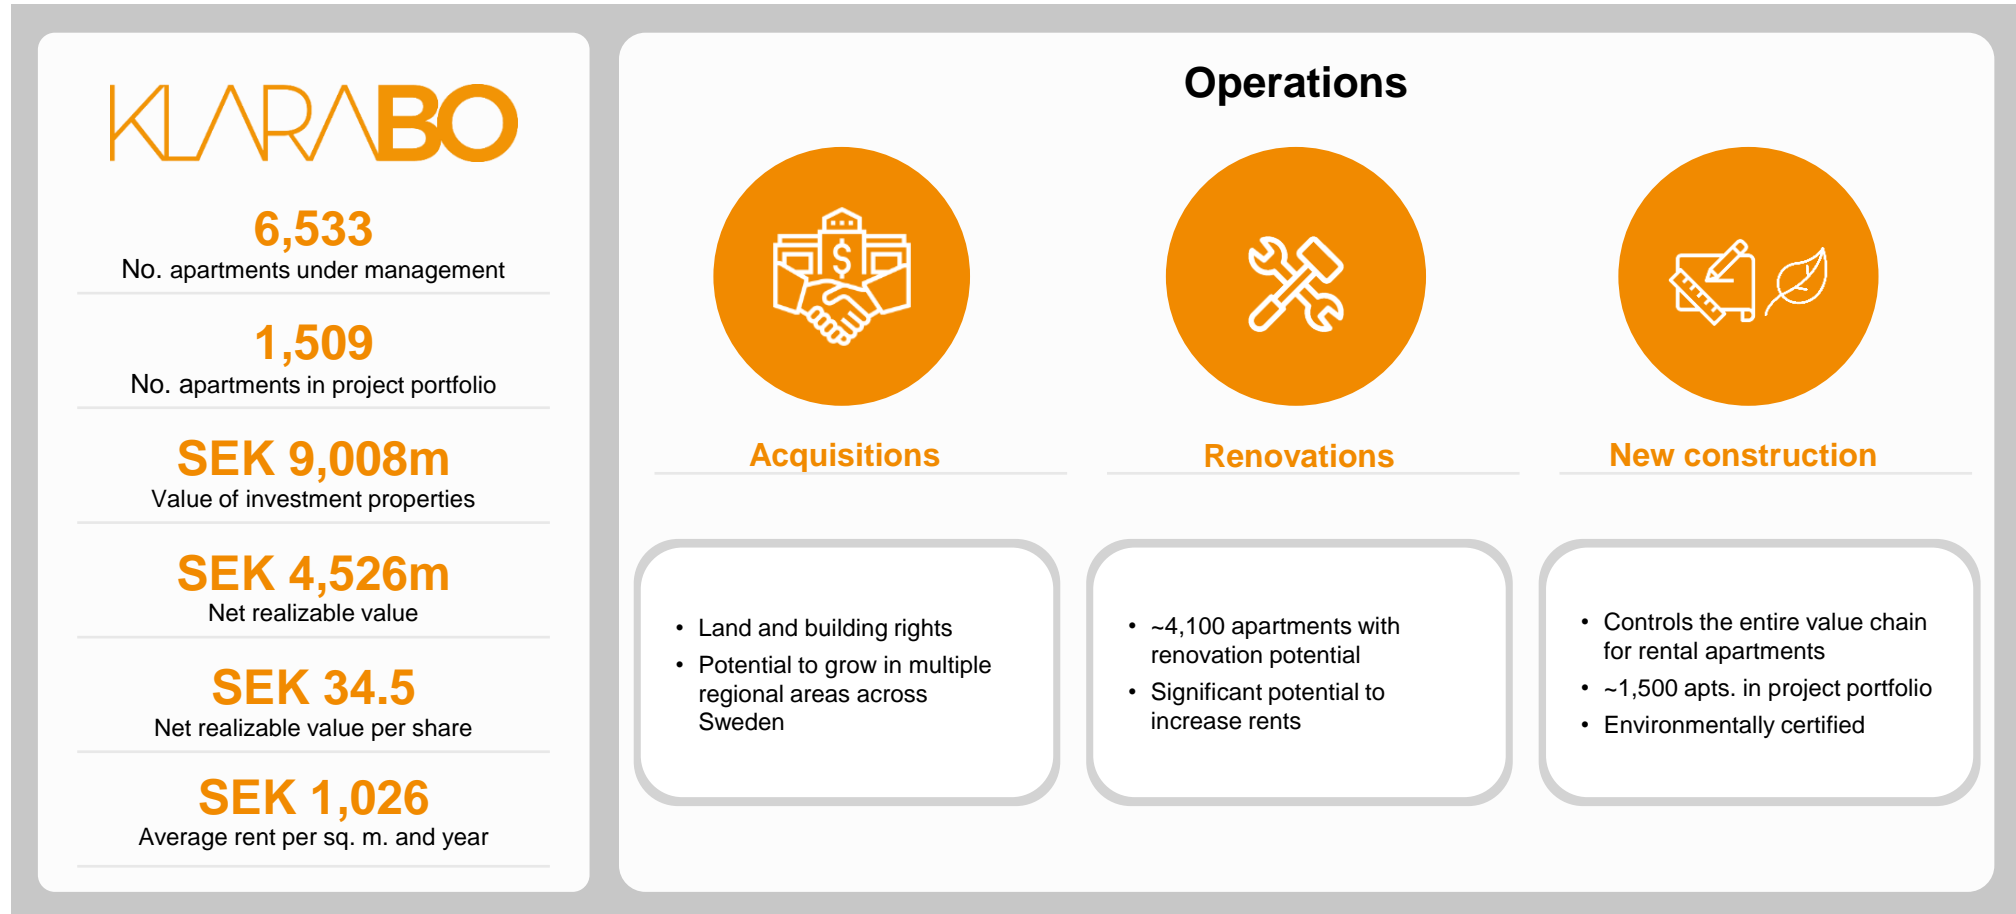 KLARABO
6,533
No. apartments under management
1,509
No. apartments in project portfolio
SEK 9,008m
Value of investment properties
SEK 4,526m
Net realizable value
SEK 34.5
Net realizable value per share
SEK 1,026
Average rent per sq. m. and year
Operations
$
Acquisitions
• Land and building rights
• Potential to grow in multiple
regional areas across
Sweden
Renovations
• ~4,100 apartments with
renovation potential
• Significant potential to
increase rents
New construction
• Controls the entire value chain
for rental apartments
• ~1,500 apts. in project portfolio
• Environmentally certified